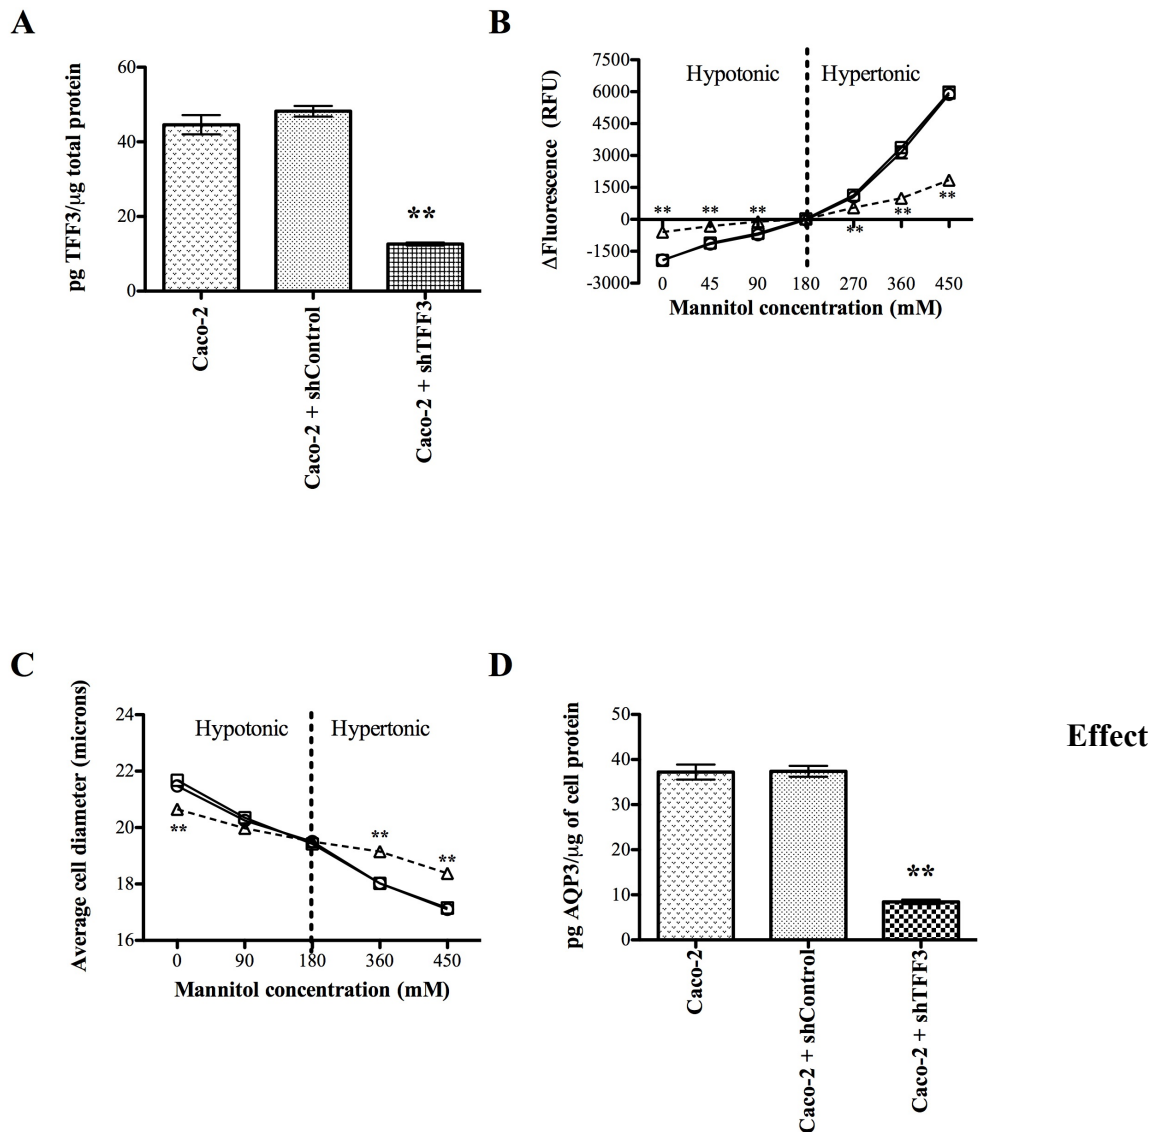 A
pg TFF3/µg total protein
60
40
20
0
**
Caco-2
Caco-2 + shControl
Caco-2 + shTFF3
B
ΔFluorescence (RFU)
7500
6000
4500
3000
1500
0
-1500
-3000
Hypotonic
Hypertonic
** ** ** ** ** **
0 45 90 180 270 360 450
Mannitol concentration (mM)
C
Average cell diameter (microns)
24
22
20
18
16
Hypotonic
Hypertonic
** ** **
0 90 180 360 450
Mannitol concentration (mM)
D
pg AQP3/µg of cell protein
50
40
30
20
10
0
**
Caco-2
Caco-2 + shControl
Caco-2 + shTFF3
Effect